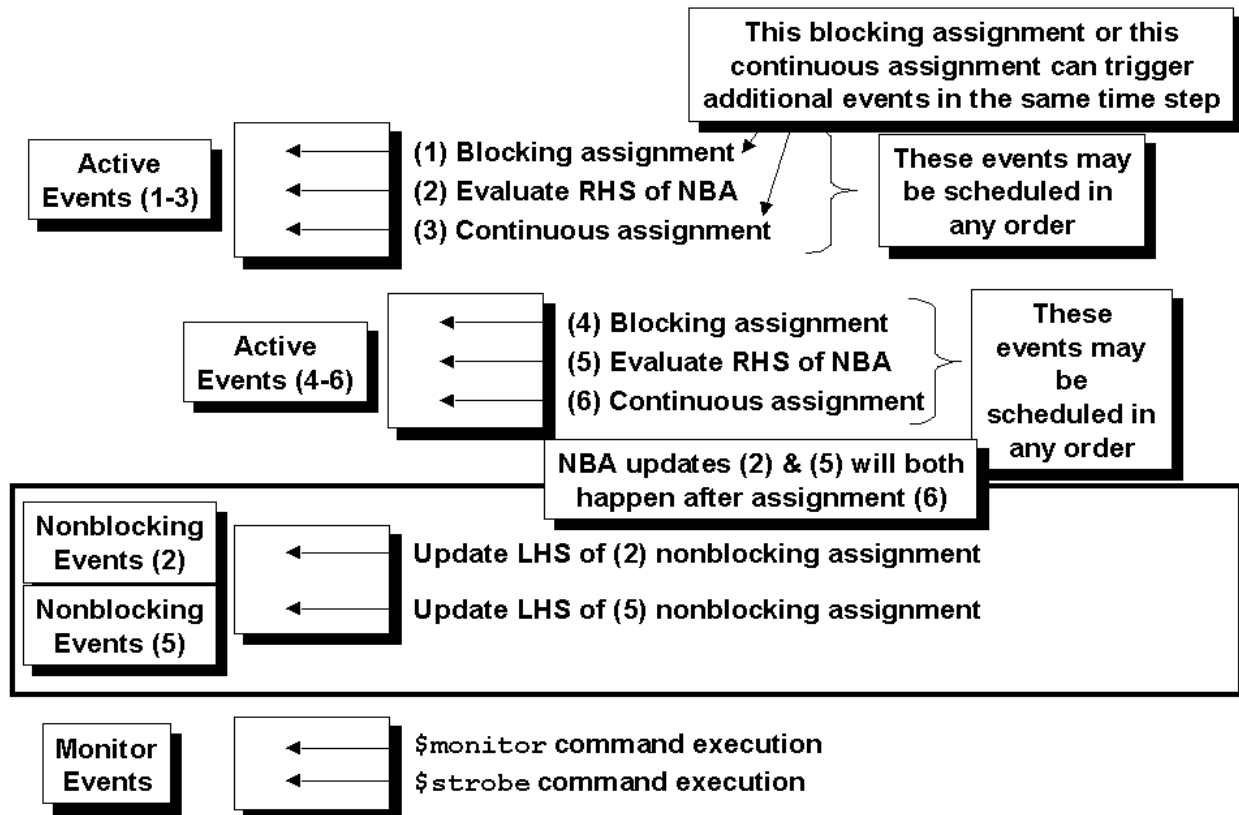 This blocking assignment or this
continuous assignment can trigger
additional events in the same time step
Active
Events (1-3)
(1) Blocking assignment
(2) Evaluate RHS of NBA
(3) Continuous assignment
These events may
be scheduled in
any order
Active
Events (4-6)
(4) Blocking assignment
(5) Evaluate RHS of NBA
(6) Continuous assignment
These
events may
be
scheduled in
any order
NBA updates (2) & (5) will both
happen after assignment (6)
Nonblocking
Events (2)
Update LHS of (2) nonblocking assignment
Nonblocking
Events (5)
Update LHS of (5) nonblocking assignment
Monitor
Events
$monitor command execution
$strobe command execution